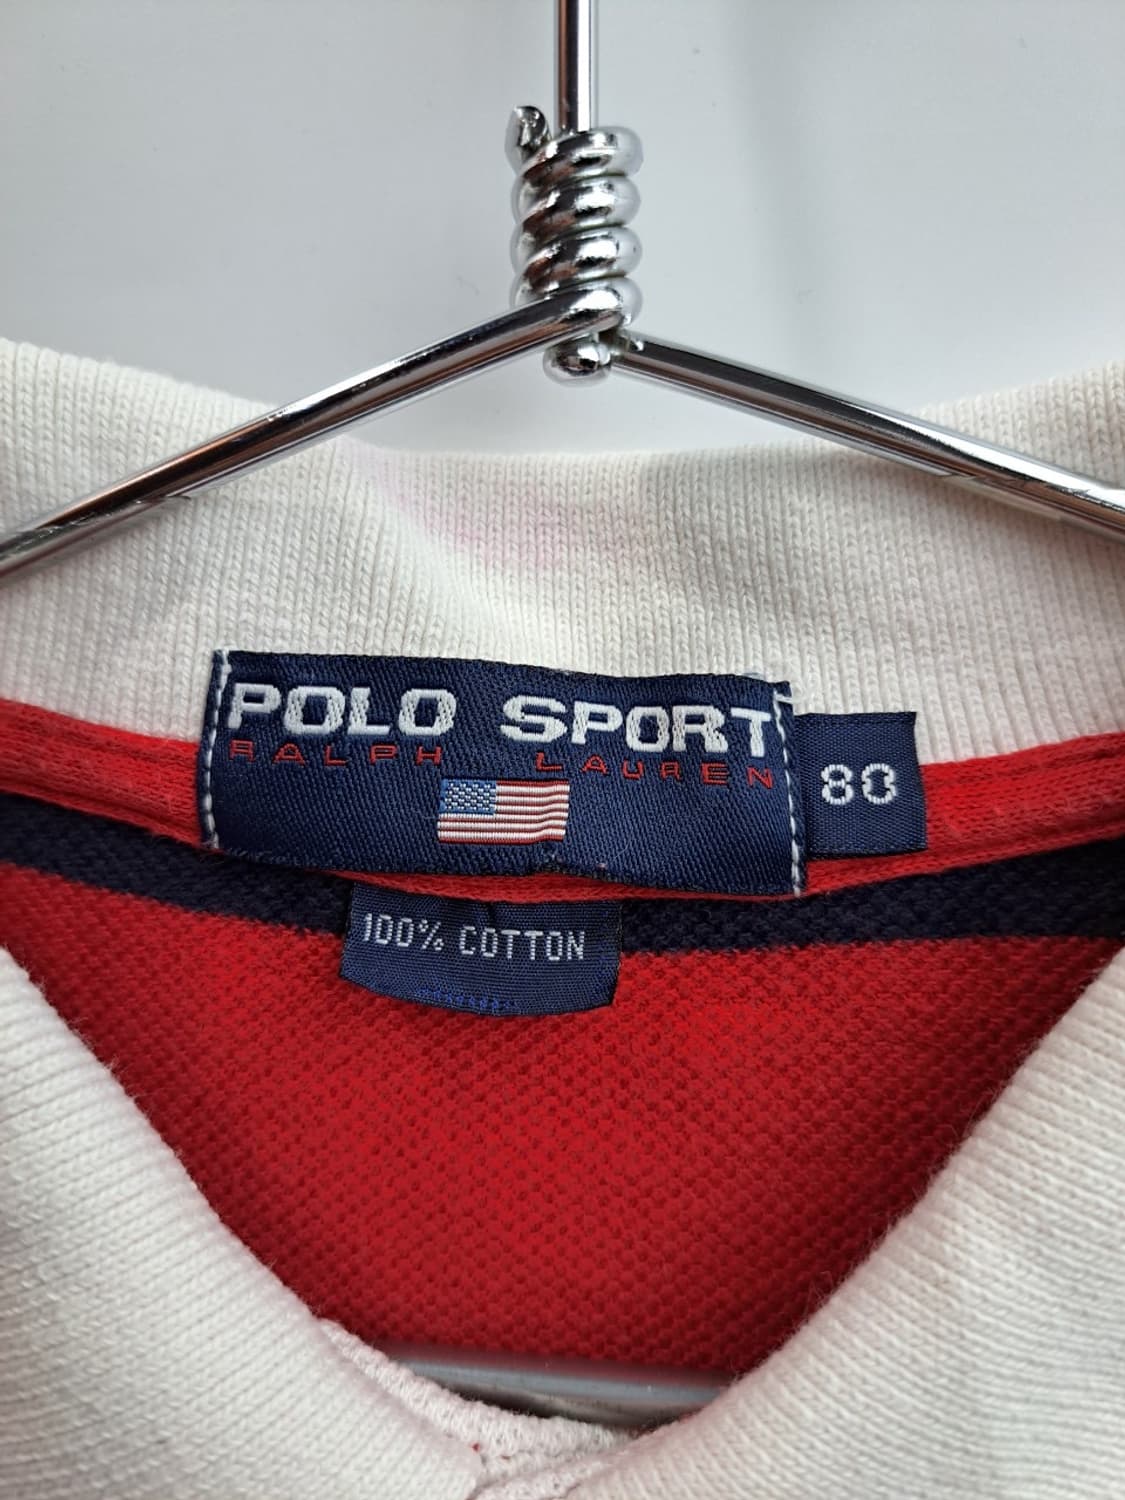 POLO SPORT
RALPH LAUREN
80
100% COTTON